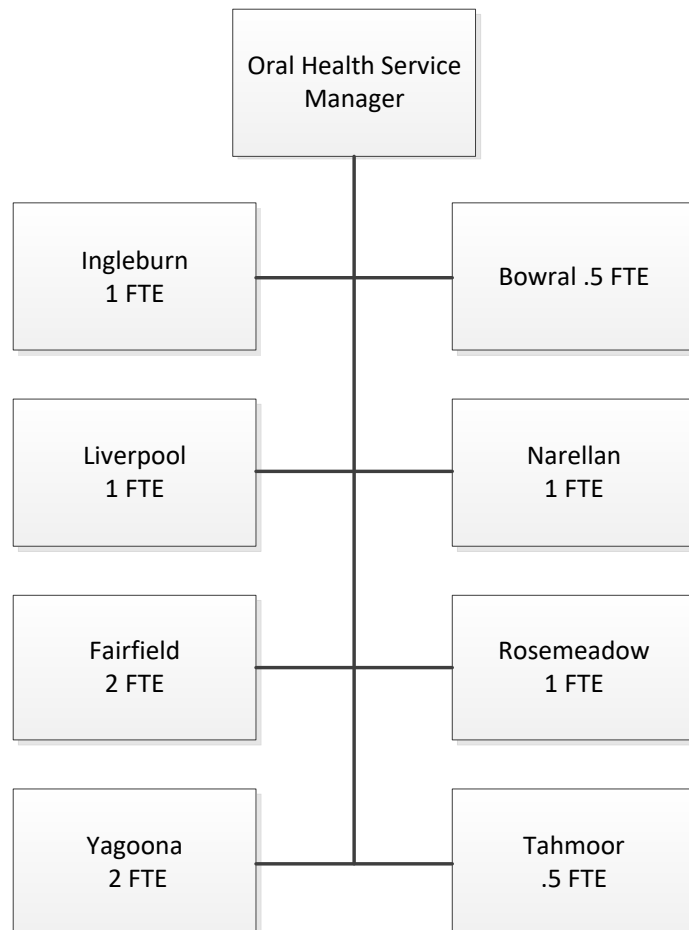 Oral Health Service
Manager
Ingleburn
1 FTE
Bowral .5 FTE
Liverpool
1 FTE
Narellan
1 FTE
Fairfield
2 FTE
Rosemeadow
1 FTE
Yagoona
2 FTE
Tahmoor
.5 FTE